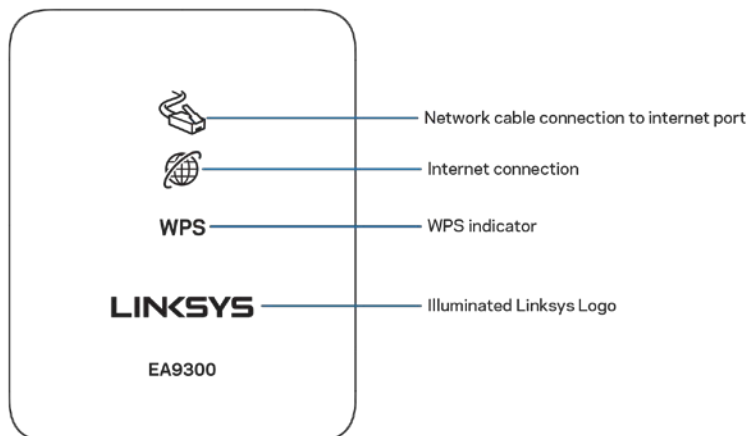 Network cable connection to internet port
Internet connection
WPS WPS indicator
LINKSYS Illuminated Linksys Logo
EA9300